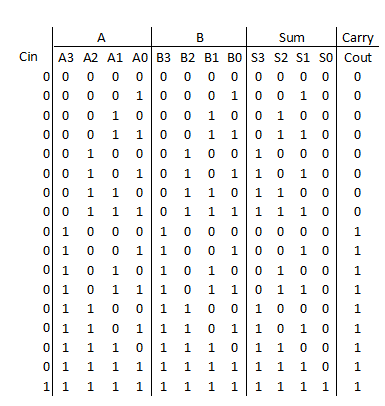 A B Sum Carry
Cin A3 A2 A1 A0 B3 B2 B1 B0 S3 S2 S1 S0 Cout
0 0 0 0 0 0 0 0 0 0 0 0 0 0
0 0 0 0 1 0 0 0 1 0 0 1 0 0
0 0 0 1 0 0 0 1 0 0 1 0 0 0
0 0 0 1 1 0 0 1 1 0 1 1 0 0
0 0 1 0 0 0 1 0 0 1 0 0 0 0
0 0 1 0 1 0 1 0 1 1 0 1 0 0
0 0 1 1 0 0 1 1 0 1 1 0 0 0
0 0 1 1 1 0 1 1 1 1 1 1 0 0
0 1 0 0 0 1 0 0 0 0 0 0 0 1
0 1 0 0 1 1 0 0 1 0 0 1 0 1
0 1 0 1 0 1 0 1 0 0 1 0 0 1
0 1 0 1 1 1 0 1 1 0 1 1 0 1
0 1 1 0 0 1 1 0 0 1 0 0 0 1
0 1 1 0 1 1 1 0 1 1 0 1 0 1
0 1 1 1 0 1 1 1 0 1 1 0 0 1
0 1 1 1 1 1 1 1 1 1 1 1 0 1
1 1 1 1 1 1 1 1 1 1 1 1 1 1